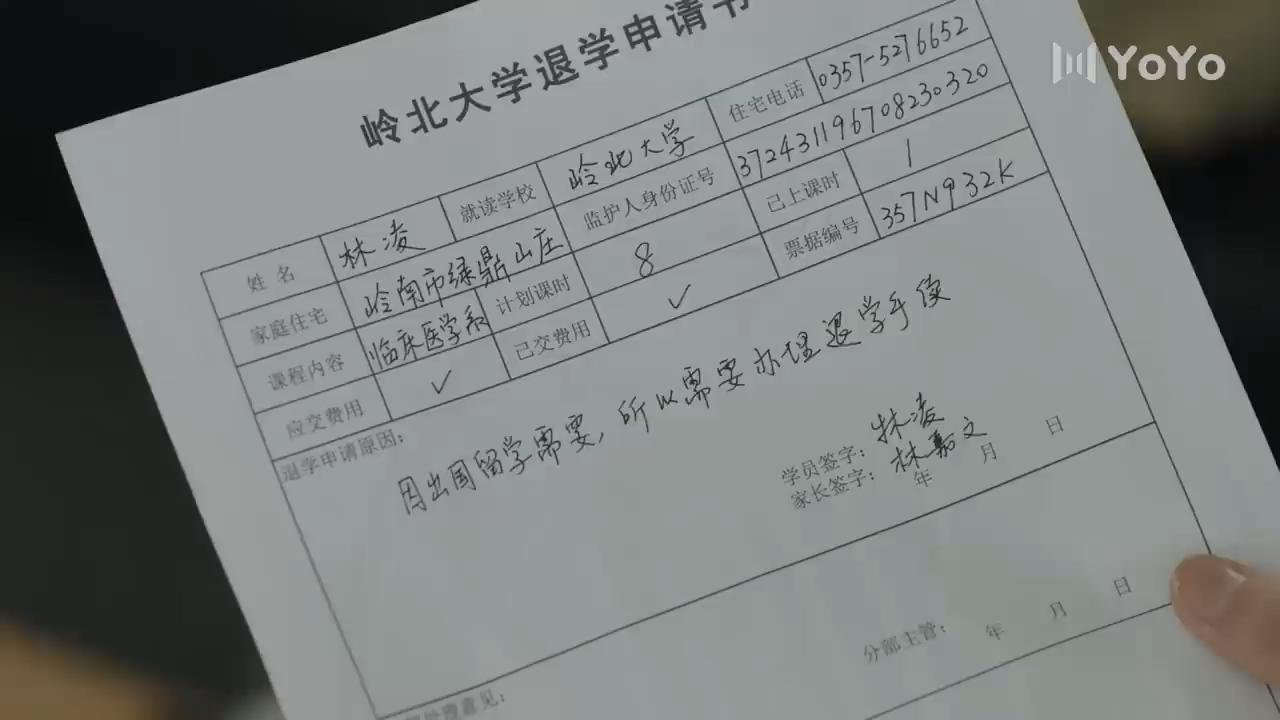 YoYo
岭北大学退学申请书
姓名 林凌 就读学校 岭北大学 住宅电话 0357-5276652
家庭住宅 岭南市绿鼎山庄 监护人身份证号 372431196708230320
课程内容 临床医学系 计划课时 8 已上课时 1
应交费用 ✓ 已交费用 ✓ 票据编号 357N932K
退学申请原因:
因出国留学需要,所以需要办理退学手续
学员签字: 林凌
家长签字: 林嘉文
年 月 日
分部主管: 年 月 日
处理意见: